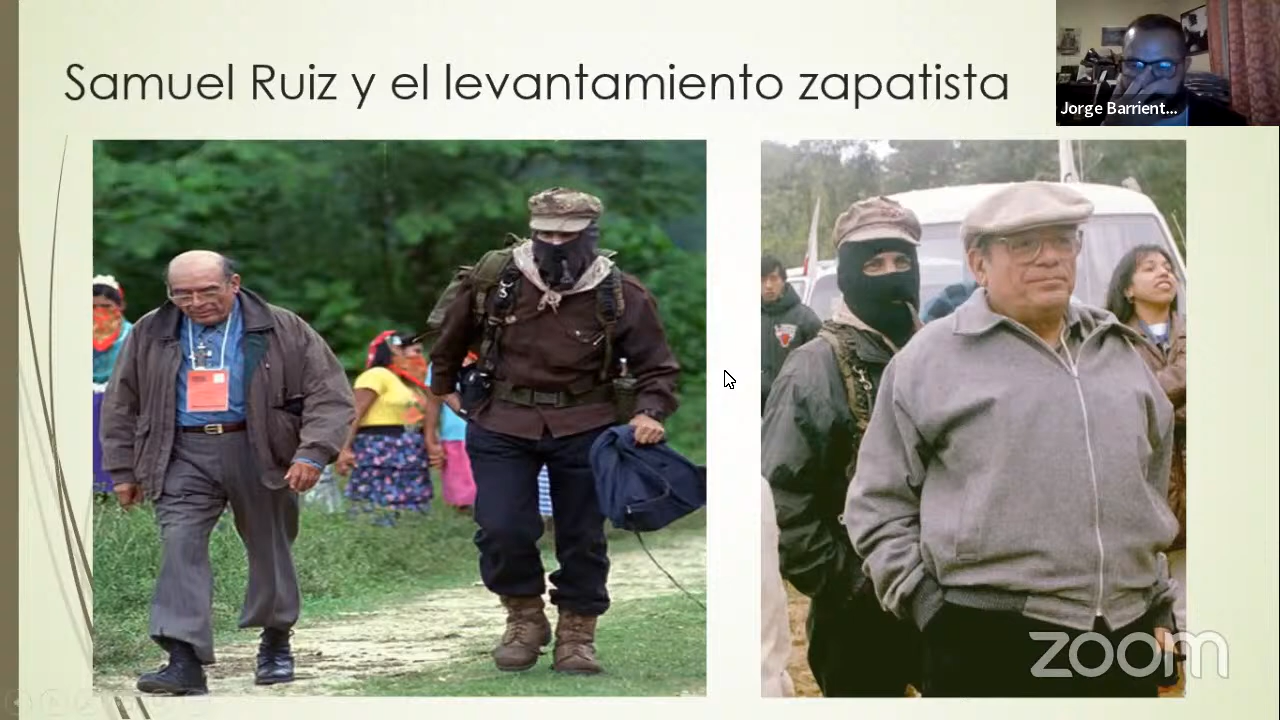 Samuel Ruiz y el levantamiento zapatista
Jorge Barrient...
zoom